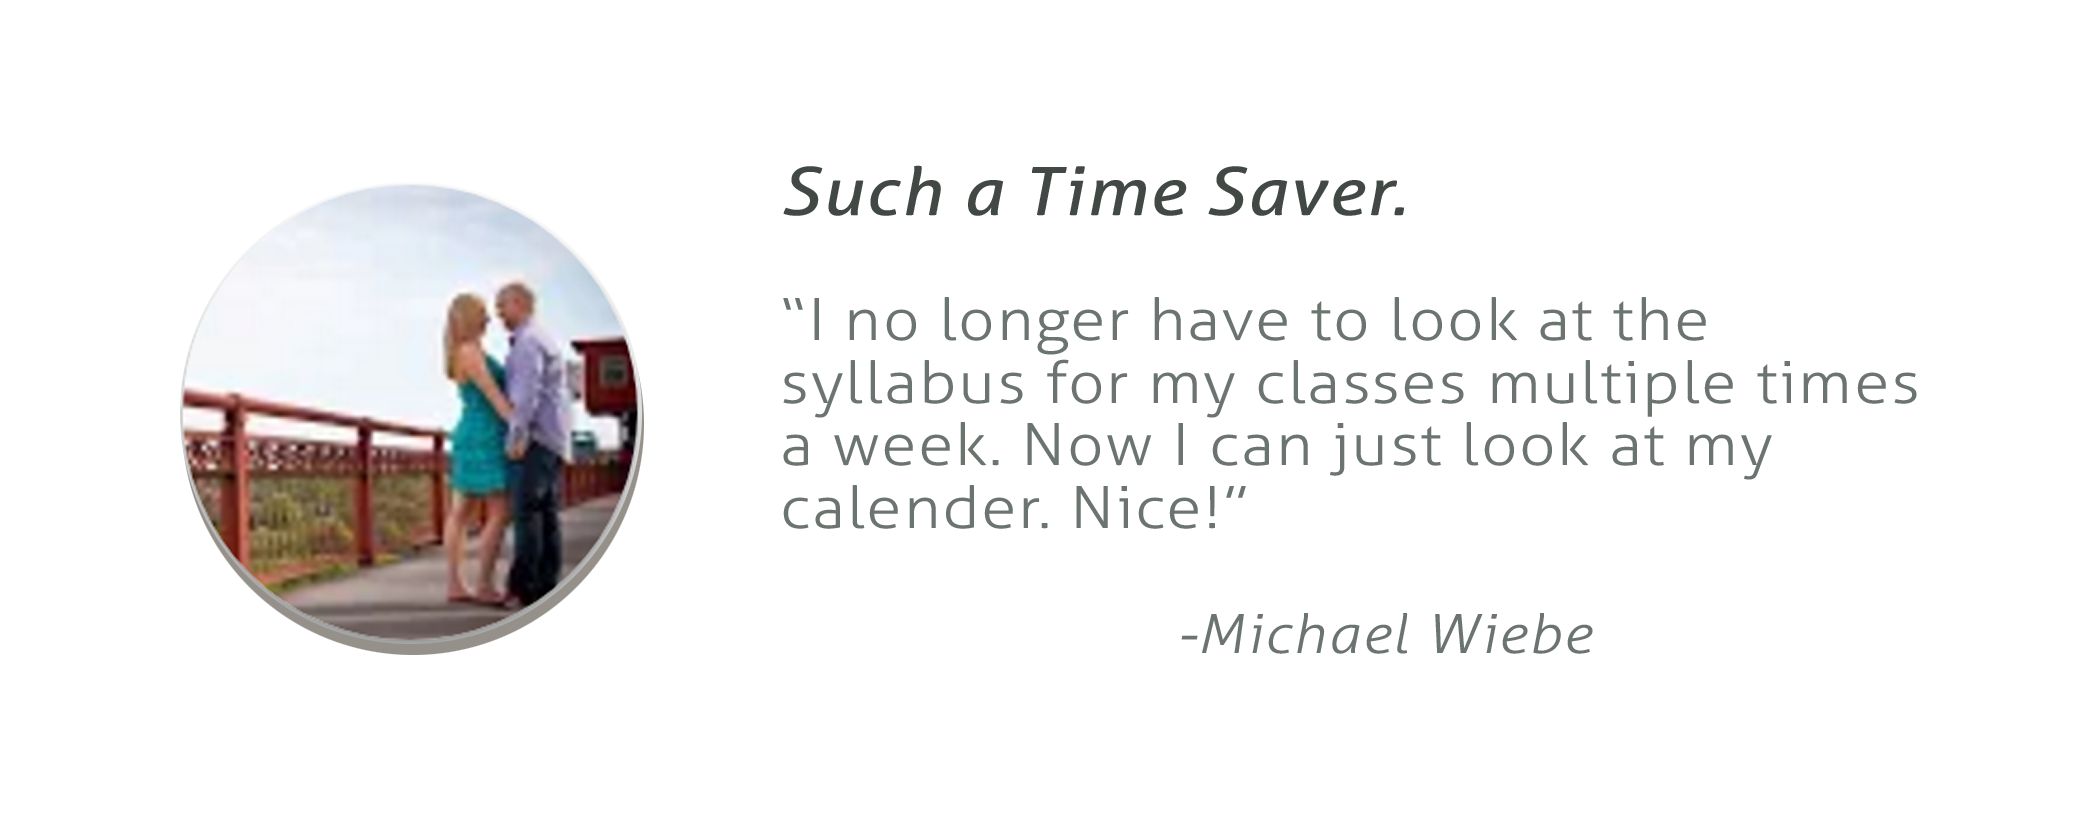 Such a Time Saver.
“I no longer have to look at the
syllabus for my classes multiple times
a week. Now I can just look at my
calender. Nice!”
-Michael Wiebe